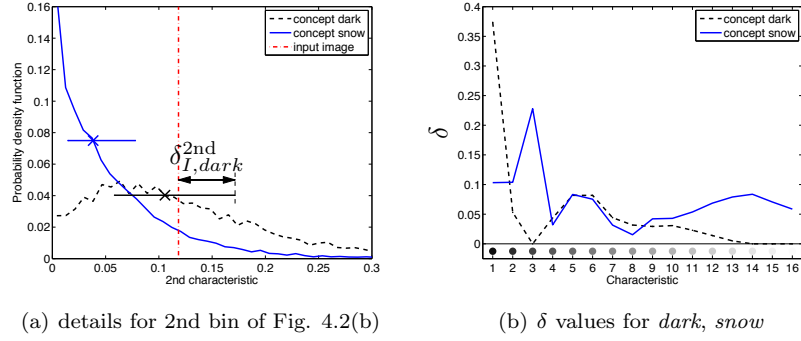 concept dark
concept snow
input image
Probability density function
0.16
0.14
0.12
0.1
0.08
0.06
0.04
0.02
0
δ 2nd I,dark
0 0.05 0.1 0.15 0.2 0.25 0.3
2nd characteristic
(a) details for 2nd bin of Fig. 4.2(b)
concept dark
concept snow
δ
0.4
0.35
0.3
0.25
0.2
0.15
0.1
0.05
0
1 2 3 4 5 6 7 8 9 10 11 12 13 14 15 16
Characteristic
(b) δ values for dark, snow